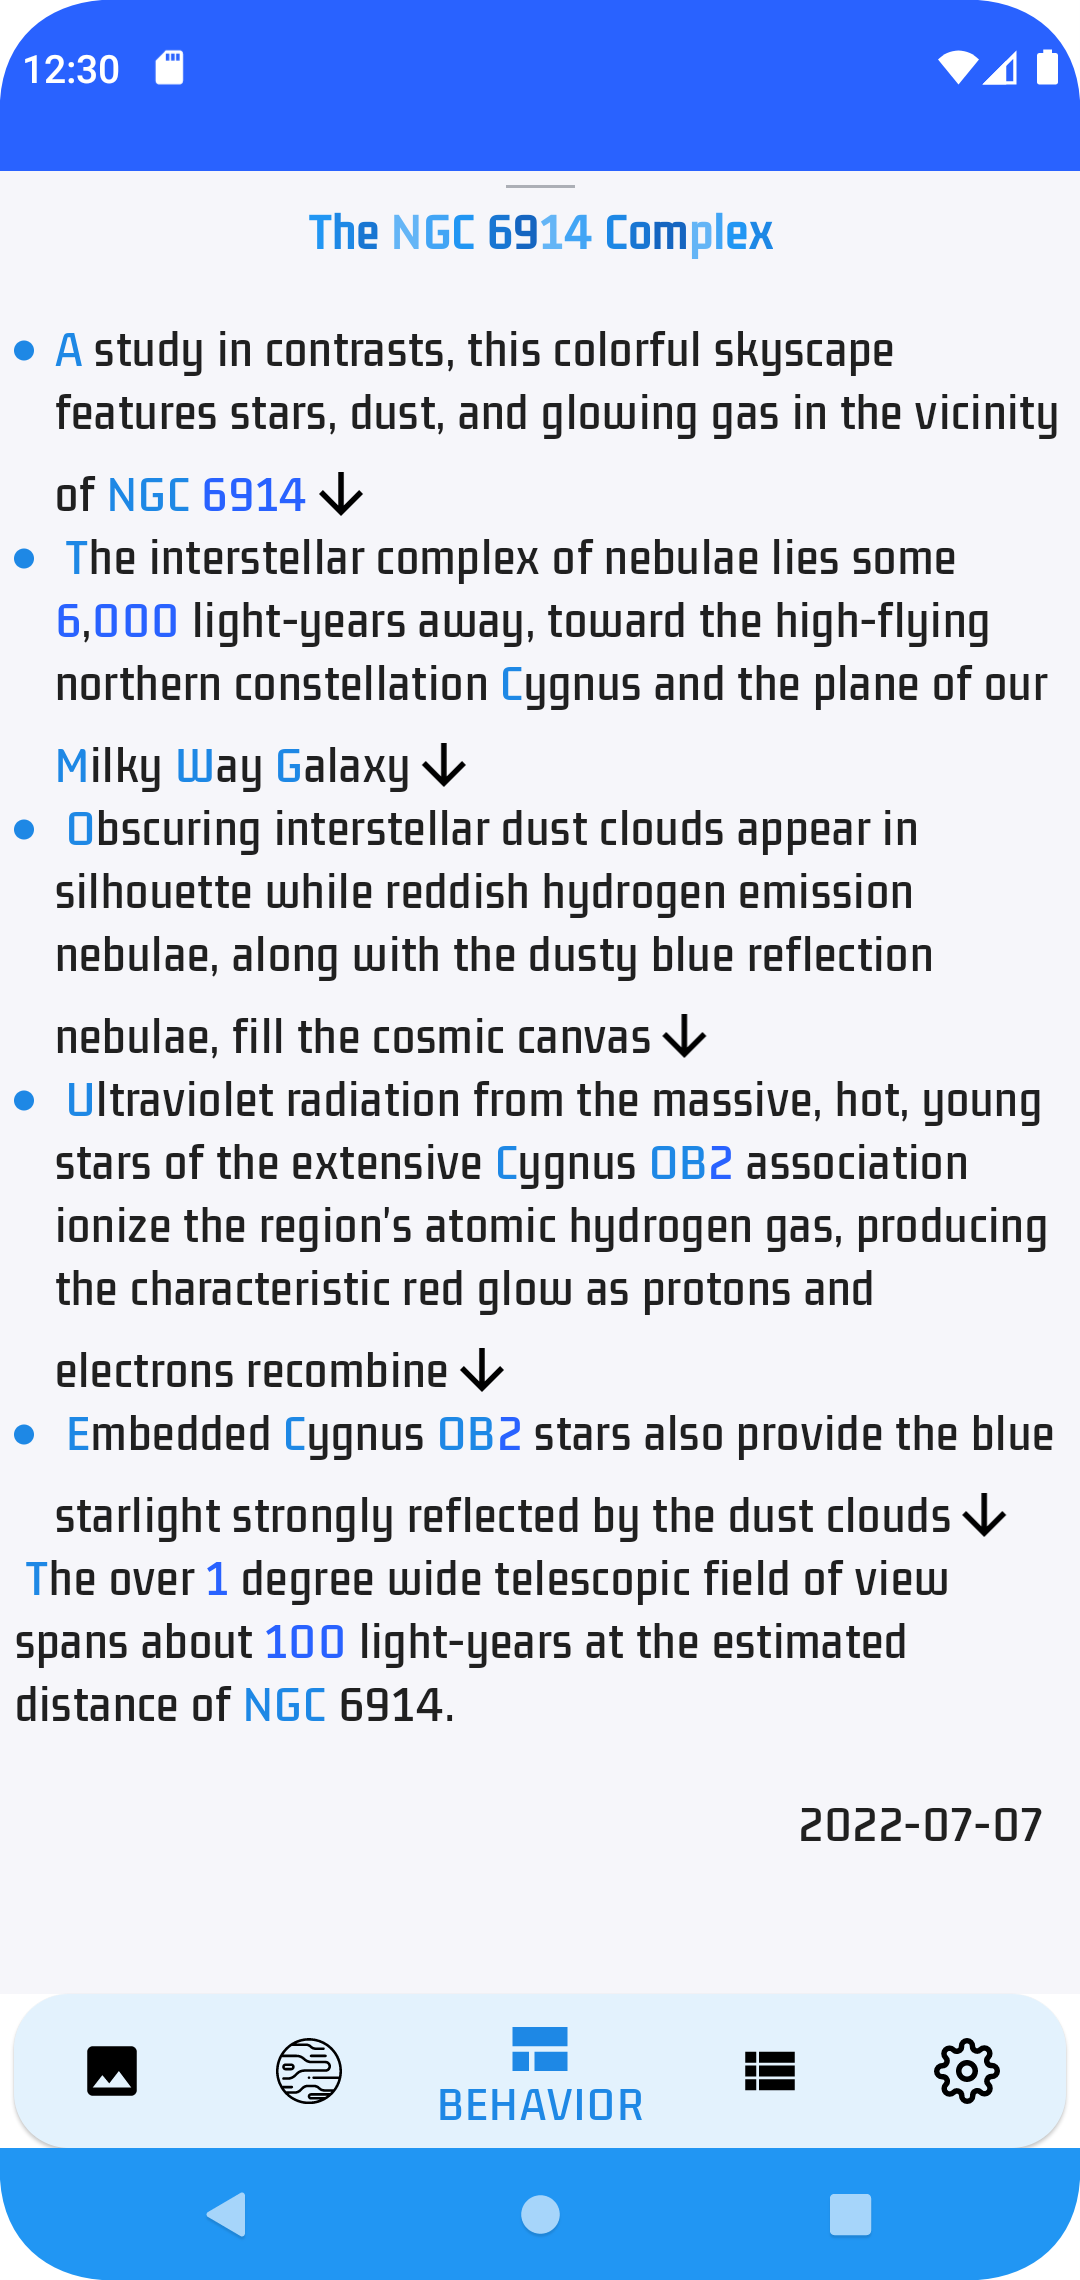 12:30
The NGC 6914 Complex
A study in contrasts, this colorful skyscape
features stars, dust, and glowing gas in the vicinity
of NGC 6914
The interstellar complex of nebulae lies some
6,000 light-years away, toward the high-flying
northern constellation Cygnus and the plane of our
Milky Way Galaxy
Obscuring interstellar dust clouds appear in
silhouette while reddish hydrogen emission
nebulae, along with the dusty blue reflection
nebulae, fill the cosmic canvas
Ultraviolet radiation from the massive, hot, young
stars of the extensive Cygnus OB2 association
ionize the region's atomic hydrogen gas, producing
the characteristic red glow as protons and
electrons recombine
Embedded Cygnus OB2 stars also provide the blue
starlight strongly reflected by the dust clouds
The over 1 degree wide telescopic field of view
spans about 100 light-years at the estimated
distance of NGC 6914.
2022-07-07
BEHAVIOR